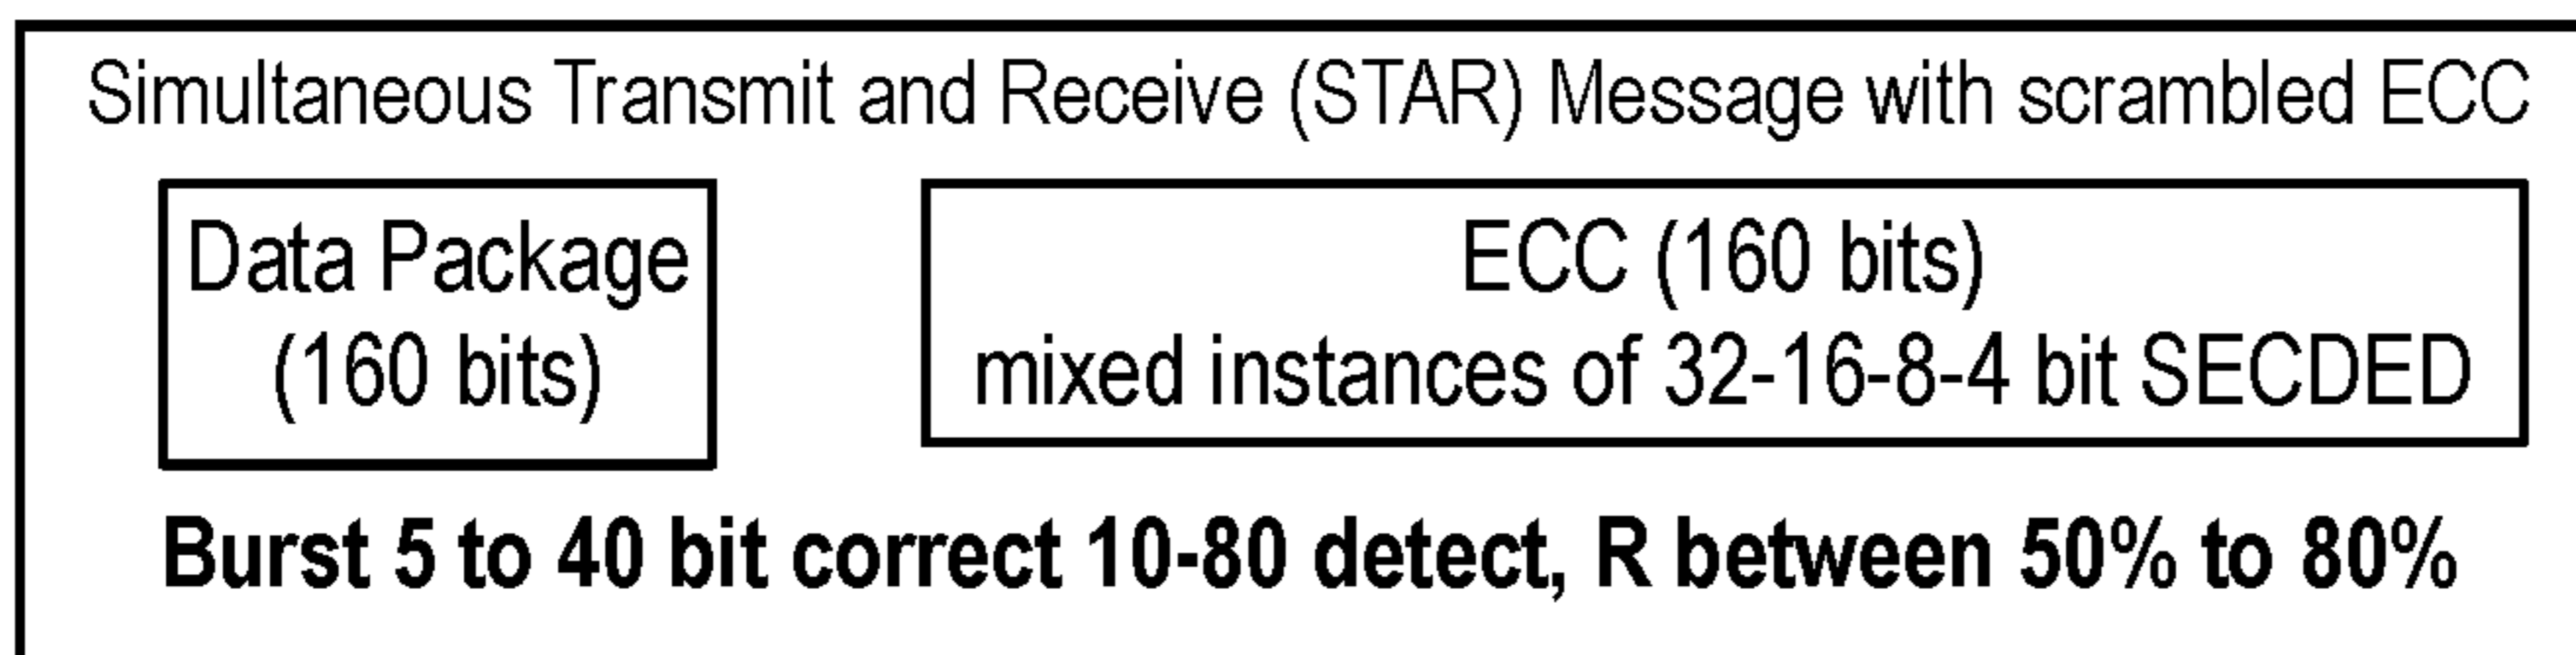 Simultaneous Transmit and Receive (STAR) Message with scrambled ECC
Data Package
(160 bits)
ECC (160 bits)
mixed instances of 32-16-8-4 bit SECDED
Burst 5 to 40 bit correct 10-80 detect, R between 50% to 80%